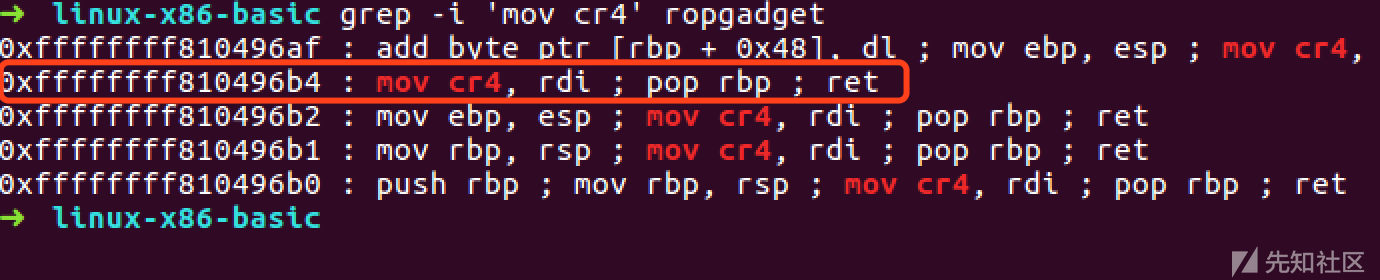 → linux-x86-basic grep -i 'mov cr4' ropgadget
0xffffffff810496af : add byte ptr [rbp + 0x48], dl ; mov ebp, esp ; mov cr4,
0xffffffff810496b4 : mov cr4, rdi ; pop rbp ; ret
0xffffffff810496b2 : mov ebp, esp ; mov cr4, rdi ; pop rbp ; ret
0xffffffff810496b1 : mov rbp, rsp ; mov cr4, rdi ; pop rbp ; ret
0xffffffff810496b0 : push rbp ; mov rbp, rsp ; mov cr4, rdi ; pop rbp ; ret
→ linux-x86-basic
先知社区